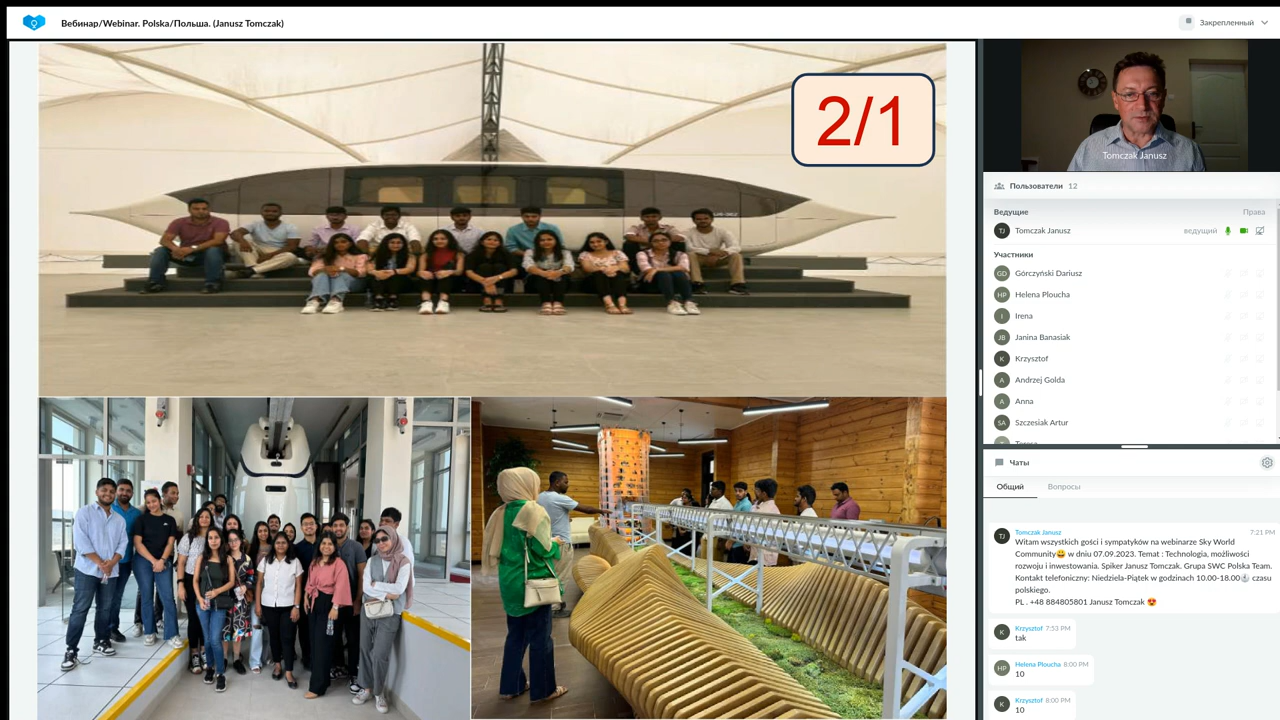 Вебинар/Webinar. Polska/Польша. (Janusz Tomczak)
Закрепленный
2/1
Tomczak Janusz
Пользователи 12
Ведущие
Права
TJ Tomczak Janusz ведущий
Участники
GD Górczyński Dariusz
HP Helena Ploucha
I Irena
JB Janina Banasiak
K Krzysztof
A Andrzej Golda
A Anna
SA Szczesiak Artur
Чаты
Общий Вопросы
TJ Tomczak Janusz 7:21 PM
Witam wszystkich gości i sympatyków na webinarze Sky World
Community😀 w dniu 07.09.2023. Temat : Technologia, możliwości
rozwoju i inwestowania. Spiker Janusz Tomczak. Grupa SWC Polska Team.
Kontakt telefoniczny: Niedziela-Piątek w godzinach 10.00-18.00 czasu
polskiego.
PL . +48 884805801 Janusz Tomczak 😍
K Krzysztof 7:53 PM
tak
HP Helena Ploucha 8:00 PM
10
K Krzysztof 8:00 PM
10